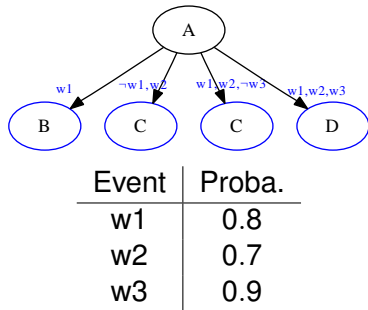 A
w1 ¬w1,w2 w1,w2,¬w3 w1,w2,w3
B C C D
Event Proba.
w1 0.8
w2 0.7
w3 0.9